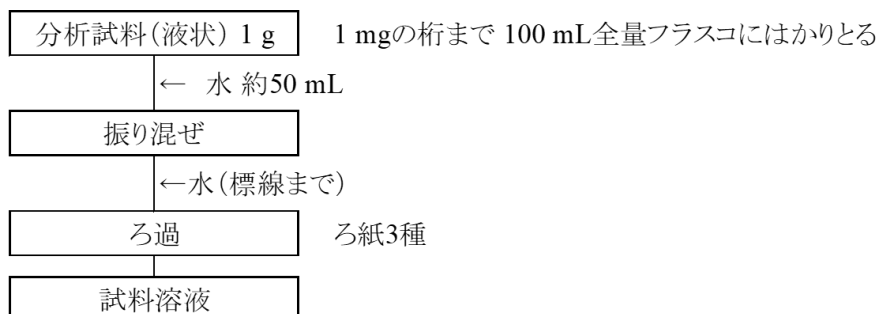 分析試料(液状) 1 g　1 mgの桁まで 100 mL全量フラスコにはかりとる
← 水 約50 mL
振り混ぜ
←水(標線まで)
ろ過　ろ紙3種
試料溶液